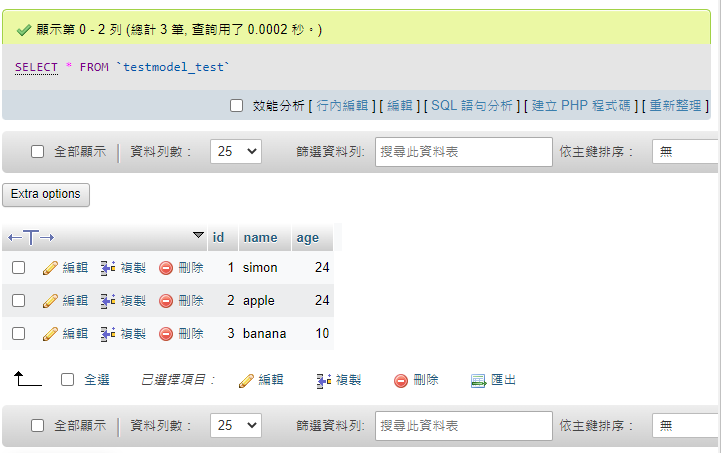 顯示第 0 - 2 列 (總計 3 筆, 查詢用了 0.0002 秒。)
SELECT * FROM `testmodel_test`
效能分析 [ 行內編輯 ] [ 編輯 ] [ SQL 語句分析 ] [ 建立 PHP 程式碼 ] [ 重新整理 ]
全部顯示 資料列數： 25 篩選資料列: 搜尋此資料表 依主鍵排序： 無
Extra options
←T→ id name age
編輯 複製 刪除 1 simon 24
編輯 複製 刪除 2 apple 24
編輯 複製 刪除 3 banana 10
全選 已選擇項目： 編輯 複製 刪除 匯出
全部顯示 資料列數： 25 篩選資料列: 搜尋此資料表 依主鍵排序： 無